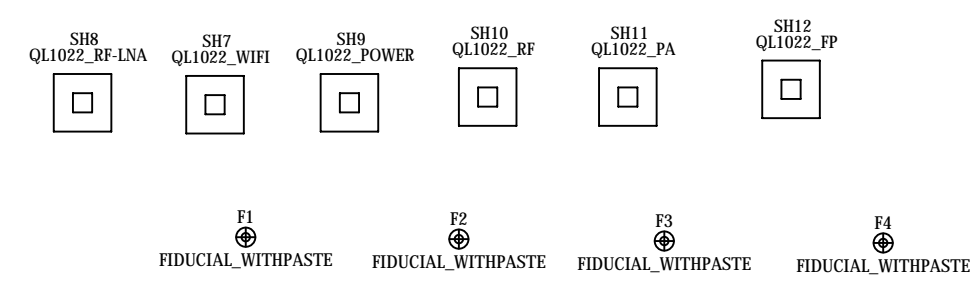 SH8
QL1022_RF-LNA
SH7
QL1022_WIFI
SH9
QL1022_POWER
SH10
QL1022_RF
SH11
QL1022_PA
SH12
QL1022_FP
F1
FIDUCIAL_WITHPASTE
F2
FIDUCIAL_WITHPASTE
F3
FIDUCIAL_WITHPASTE
F4
FIDUCIAL_WITHPASTE